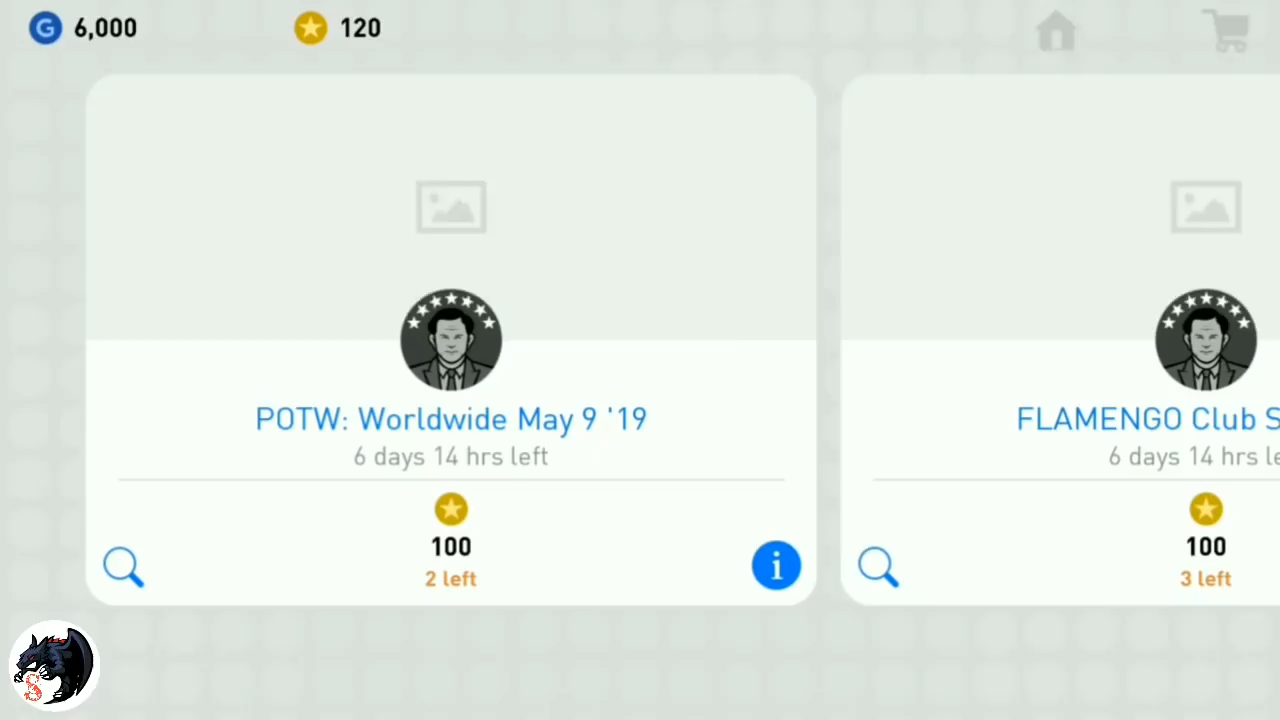 G 6,000
120
POTW: Worldwide May 9 '19
6 days 14 hrs left
100
2 left
i
FLAMENGO Club S
6 days 14 hrs le
100
3 left
S